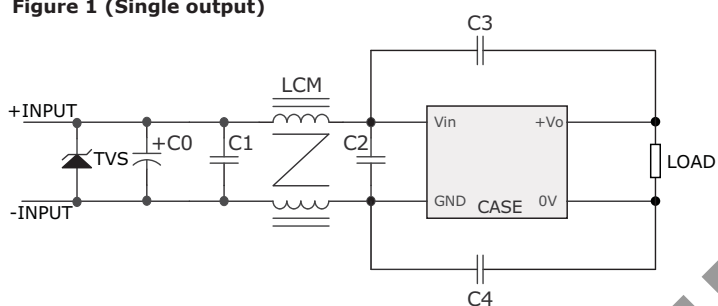 Figure 1 (Single output)
C3
LCM
+INPUT
Vin
+Vo
+C0
C1
C2
TVS
LOAD
-INPUT
GND
CASE
0V
C4